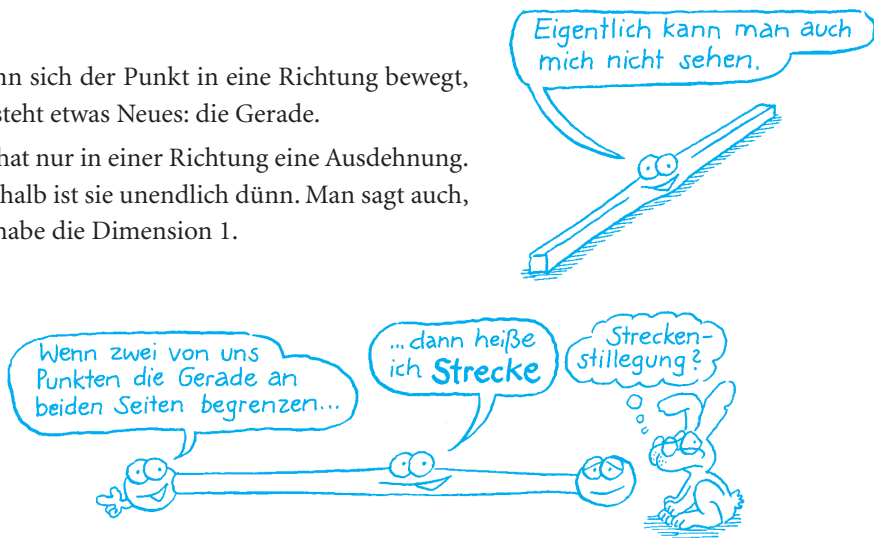 nn sich der Punkt in eine Richtung bewegt,
steht etwas Neues: die Gerade.
hat nur in einer Richtung eine Ausdehnung.
halb ist sie unendlich dünn. Man sagt auch,
habe die Dimension 1.
Eigentlich kann man auch
mich nicht sehen.
Wenn zwei von uns
Punkten die Gerade an
beiden Seiten begrenzen...
...dann heiße
ich Strecke
Strecken-
stillegung?